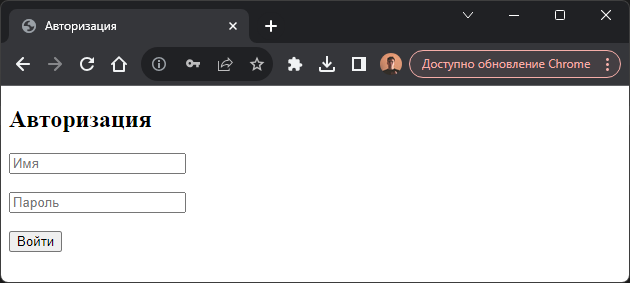 Авторизация
Доступно обновление Chrome
Авторизация
Имя
Пароль
Войти